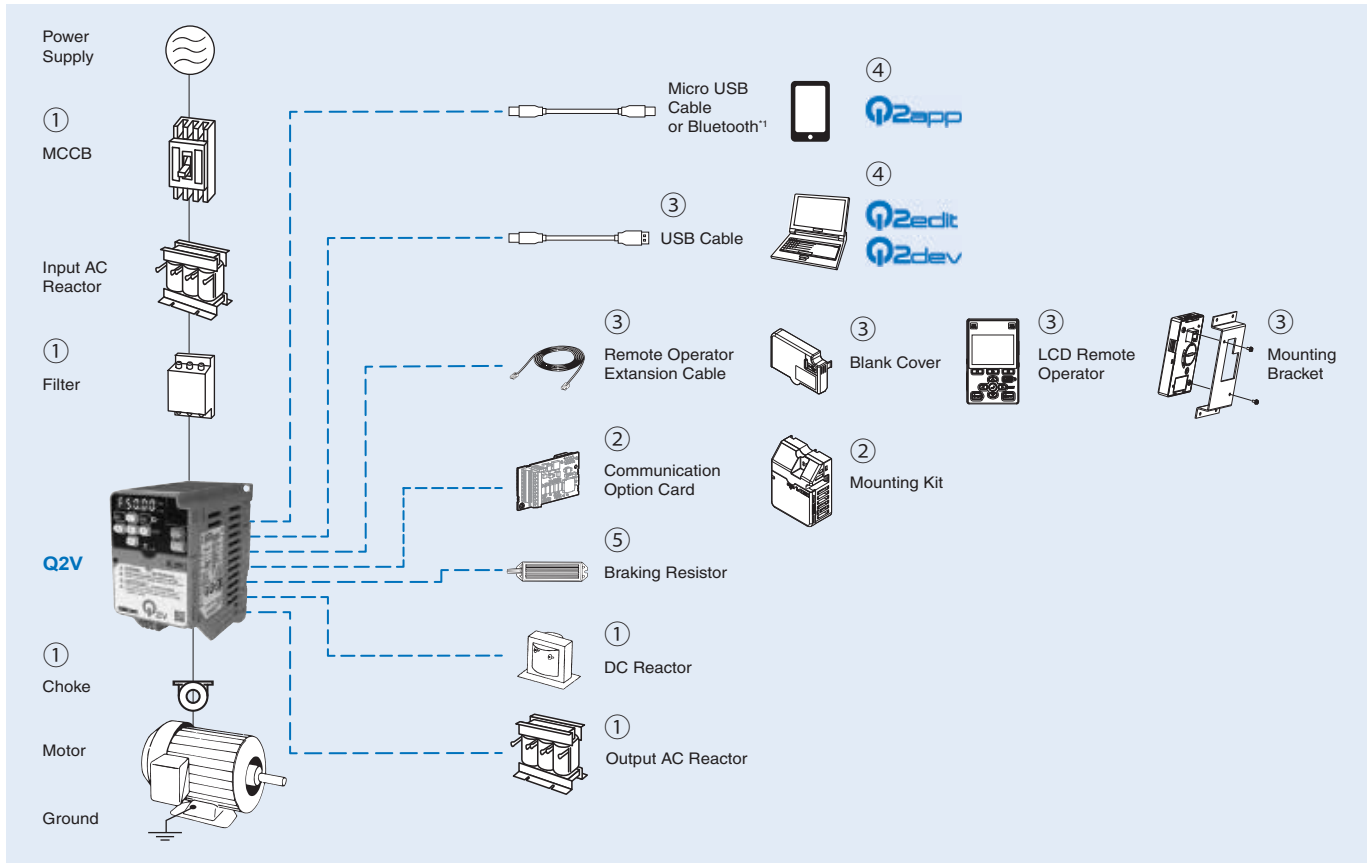 Power
Supply
①
MCCB
Input AC
Reactor
①
Filter
F50.00
Q2V
①
Choke
Motor
Ground
Micro USB
Cable
or Bluetooth*1
④
Q2app
③
USB Cable
④
Q2edit
Q2dev
③
Remote Operator
Extension Cable
③
Blank Cover
③
LCD Remote
Operator
③
Mounting
Bracket
②
Communication
Option Card
②
Mounting Kit
⑤
Braking Resistor
①
DC Reactor
①
Output AC Reactor